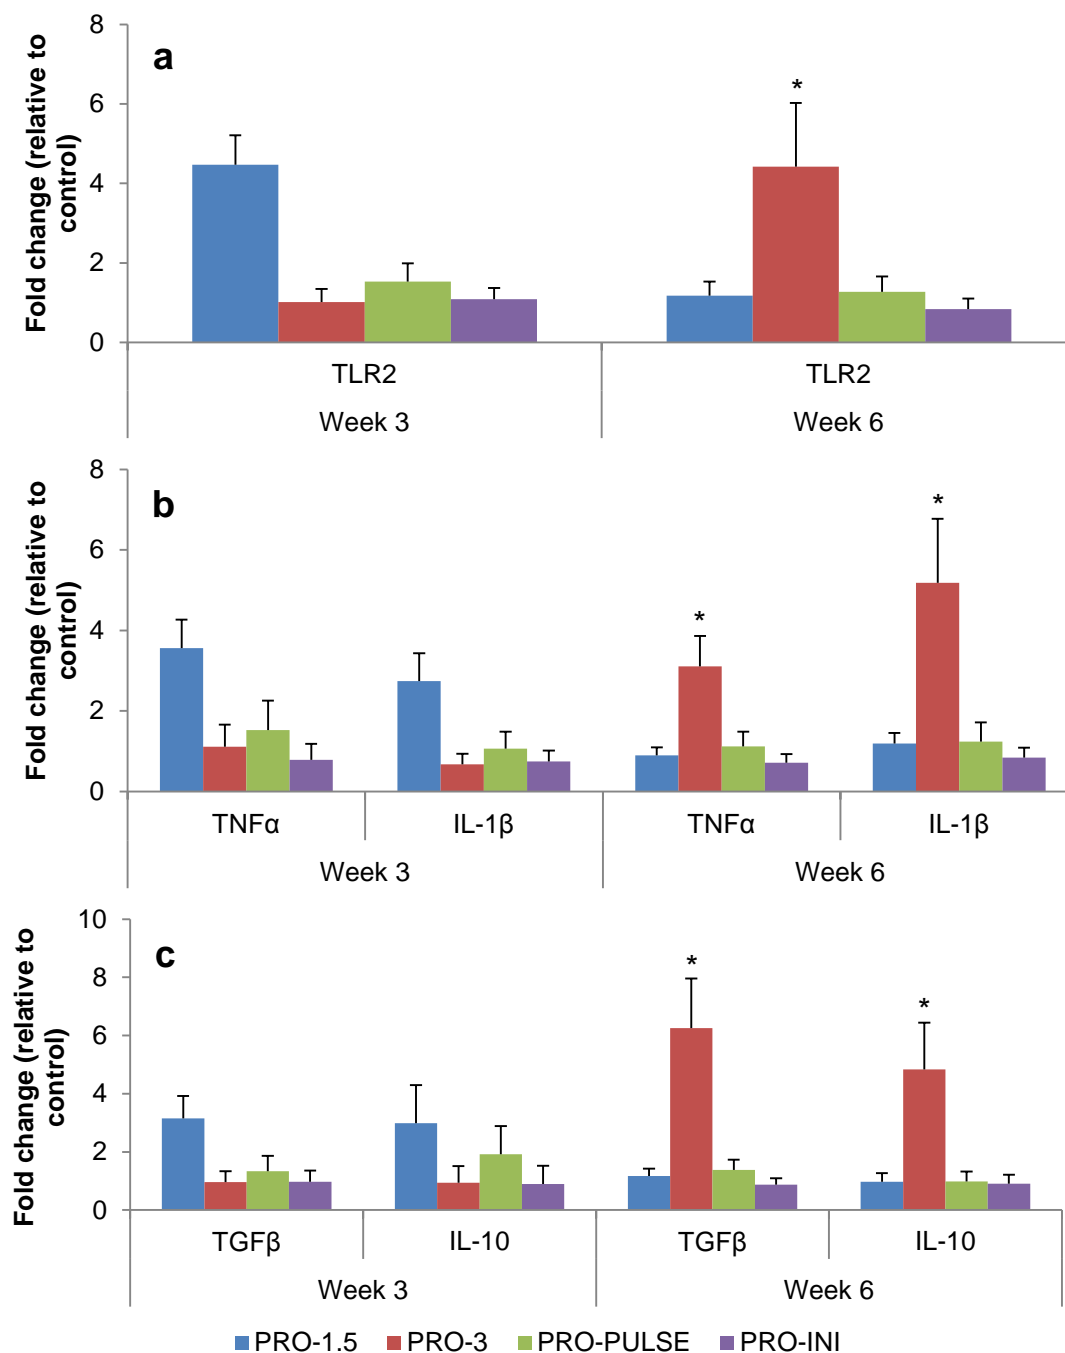 a
Fold change (relative to
control)
8
6
4
2
0
*
TLR2 TLR2
Week 3 Week 6
b
Fold change (relative to
control)
8
6
4
2
0
* *
TNFα IL-1β TNFα IL-1β
Week 3 Week 6
c
Fold change (relative to
control)
10
8
6
4
2
0
* *
TGFβ IL-10 TGFβ IL-10
Week 3 Week 6
PRO-1.5 PRO-3 PRO-PULSE PRO-INI